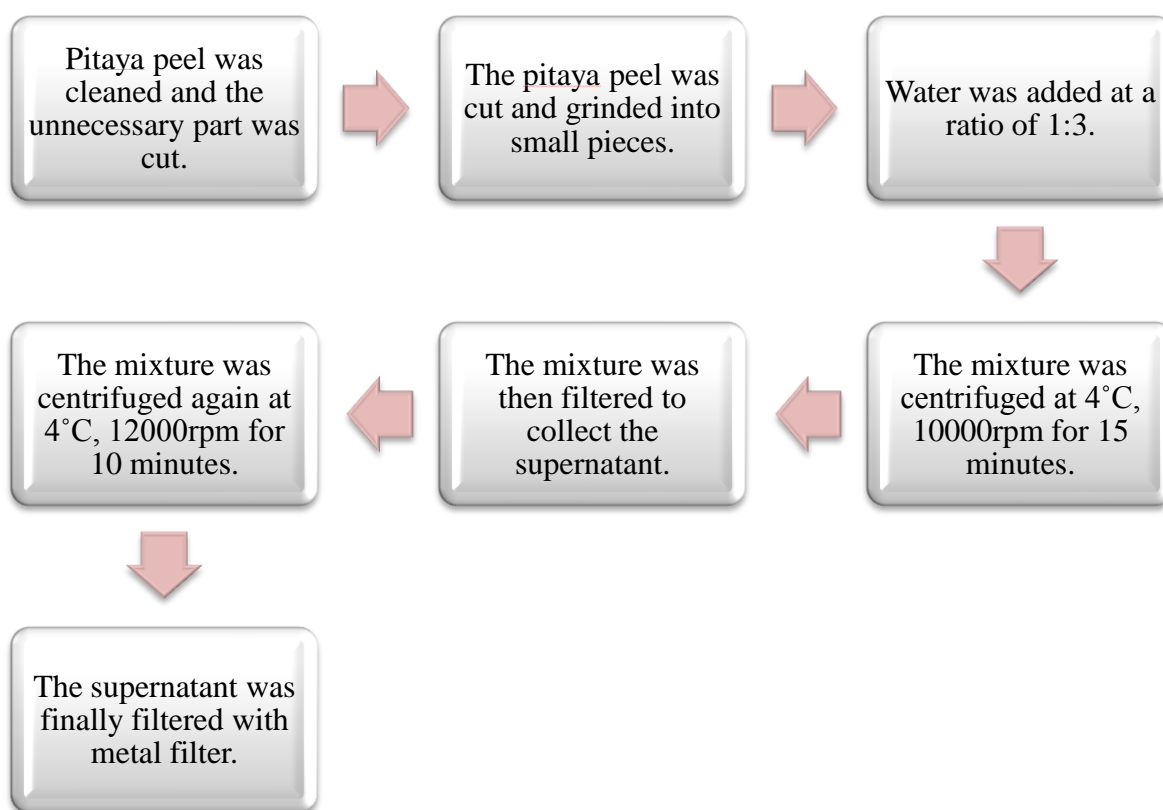 Pitaya peel was
cleaned and the
unnecessary part was
cut.
The pitaya peel was
cut and grinded into
small pieces.
Water was added at a
ratio of 1:3.
The mixture was
centrifuged at 4˚C,
10000rpm for 15
minutes.
The mixture was
then filtered to
collect the
supernatant.
The mixture was
centrifuged again at
4˚C, 12000rpm for
10 minutes.
The supernatant was
finally filtered with
metal filter.